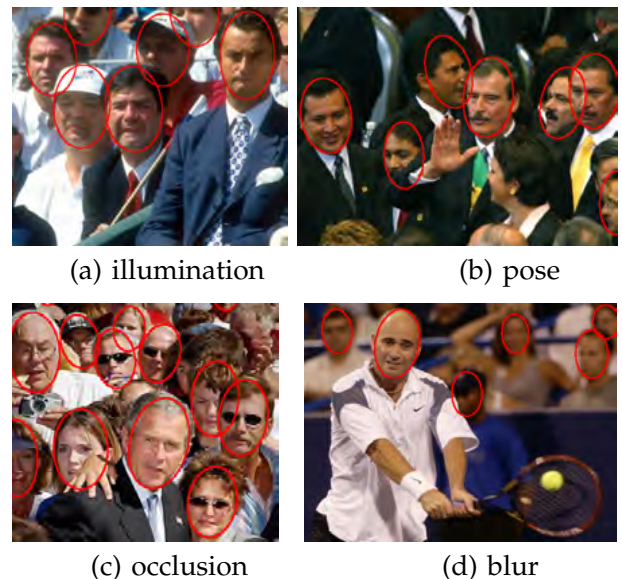 (a) illumination
(b) pose
(c) occlusion
(d) blur